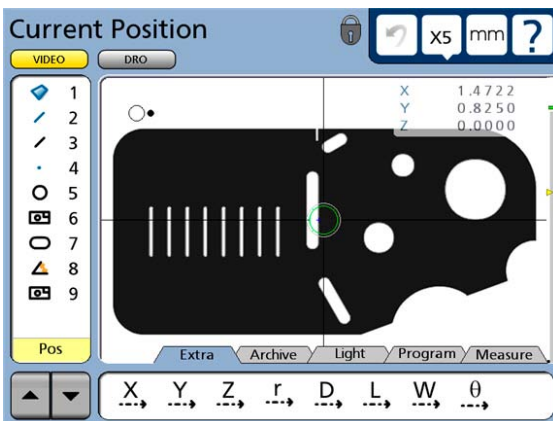 Current Position
X5
mm
?
VIDEO
DRO
X 1.4722
Y 0.8250
Z 0.0000
1
2
3
4
5
6
7
8
9
Pos
Extra
Archive
Light
Program
Measure
X Y Z r D L W θ